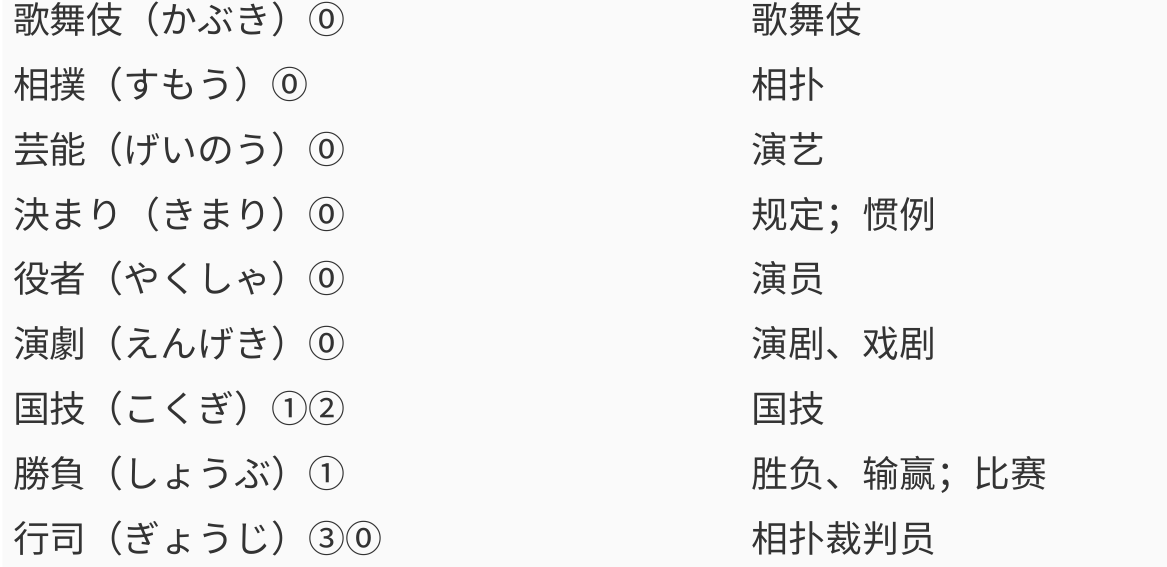 歌舞伎（かぶき）⓪ 歌舞伎
相撲（すもう）⓪ 相扑
芸能（げいのう）⓪ 演艺
決まり（きまり）⓪ 规定；惯例
役者（やくしゃ）⓪ 演员
演劇（えんげき）⓪ 演剧、戏剧
国技（こくぎ）①② 国技
勝負（しょうぶ）① 胜负、输赢；比赛
行司（ぎょうじ）③⓪ 相扑裁判员